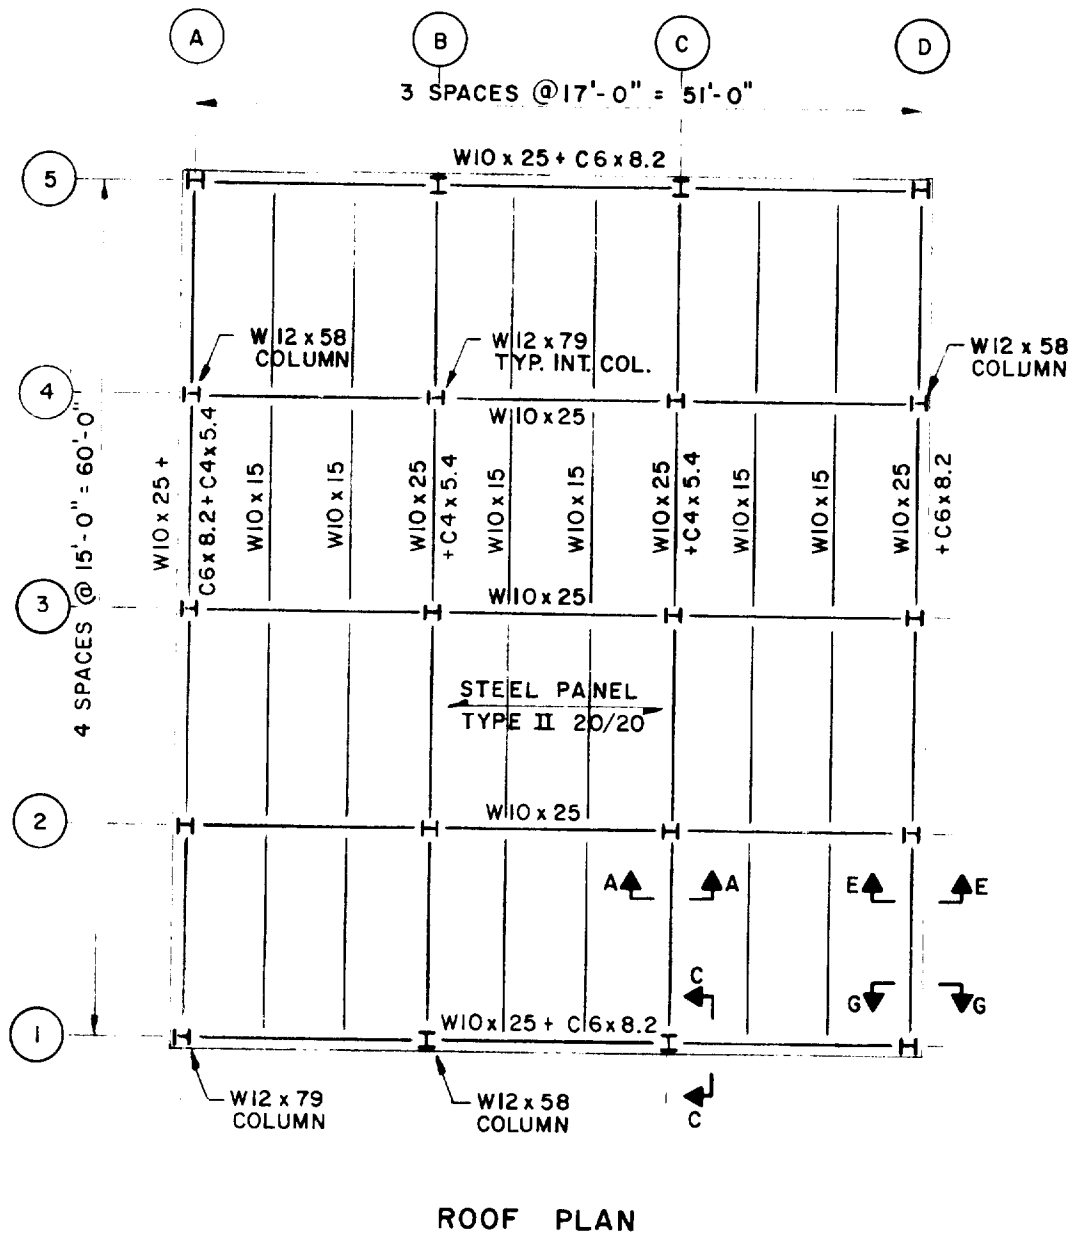 A B C D
3 SPACES @ 17'-0" = 51'-0"
W10 x 25 + C6 x 8.2
5
W12 x 58
COLUMN
W12 x 79
TYP. INT. COL.
W12 x 58
COLUMN
4
W10 x 25
4 SPACES @ 15'-0" = 60'-0"
W10 x 25 +
C6 x 8.2 + C4 x 5.4
W10 x 15
W10 x 15
W10 x 25
+ C4 x 5.4
W10 x 15
W10 x 15
W10 x 25
+ C4 x 5.4
W10 x 15
W10 x 15
W10 x 25
+ C6 x 8.2
3
W10 x 25
STEEL PANEL
TYPE II 20/20
2
W10 x 25
A A
E E
C
G G
1
W10 x 25 + C6 x 8.2
W12 x 79
COLUMN
W12 x 58
COLUMN
C
ROOF PLAN